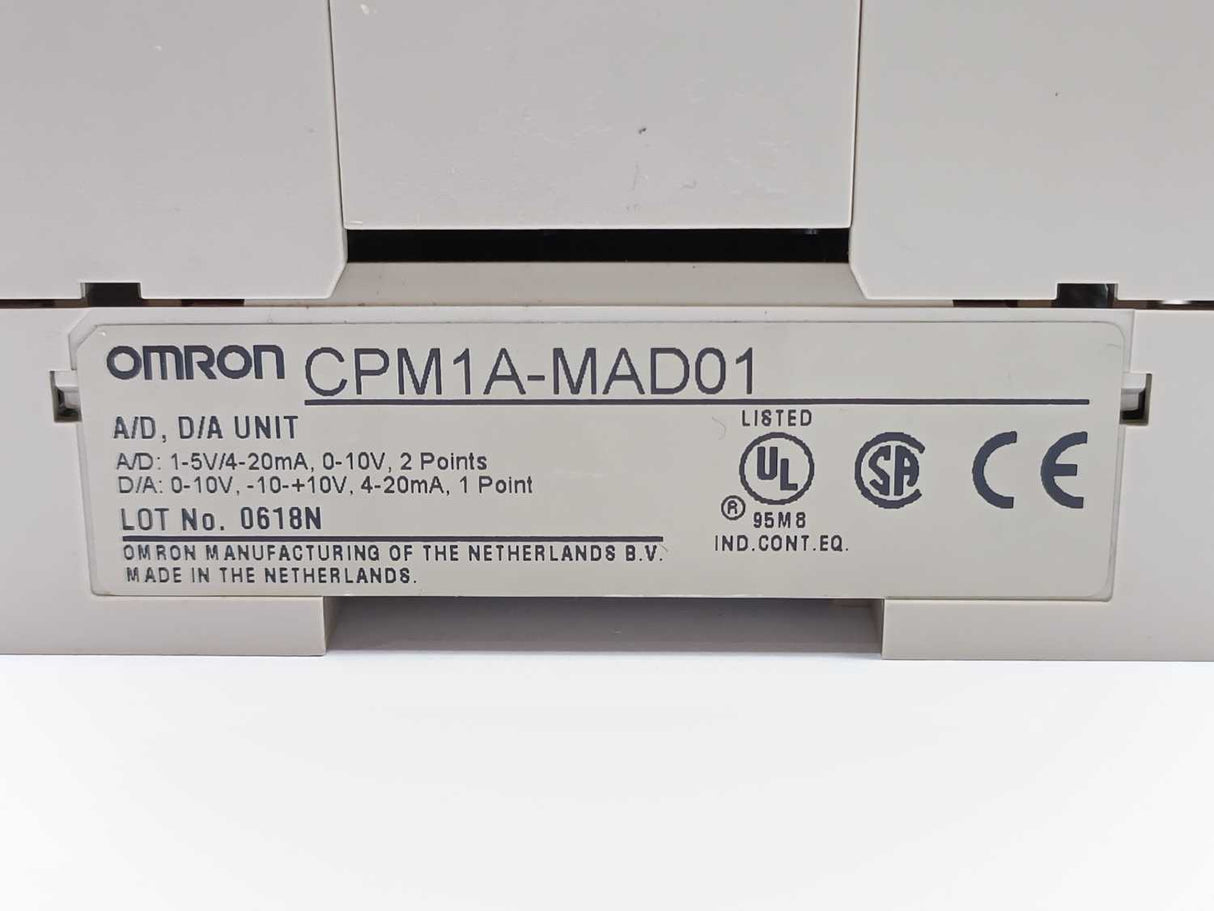 OMRON CPM1A-MAD01
A/D, D/A UNIT
A/D: 1-5V/4-20mA, 0-10V, 2 Points
D/A: 0-10V, -10-+10V, 4-20mA, 1 Point
LOT No. 0618N
OMRON MANUFACTURING OF THE NETHERLANDS B.V.
MADE IN THE NETHERLANDS.
LISTED
UL
® 95M8
IND.CONT.EQ.
SA
CE